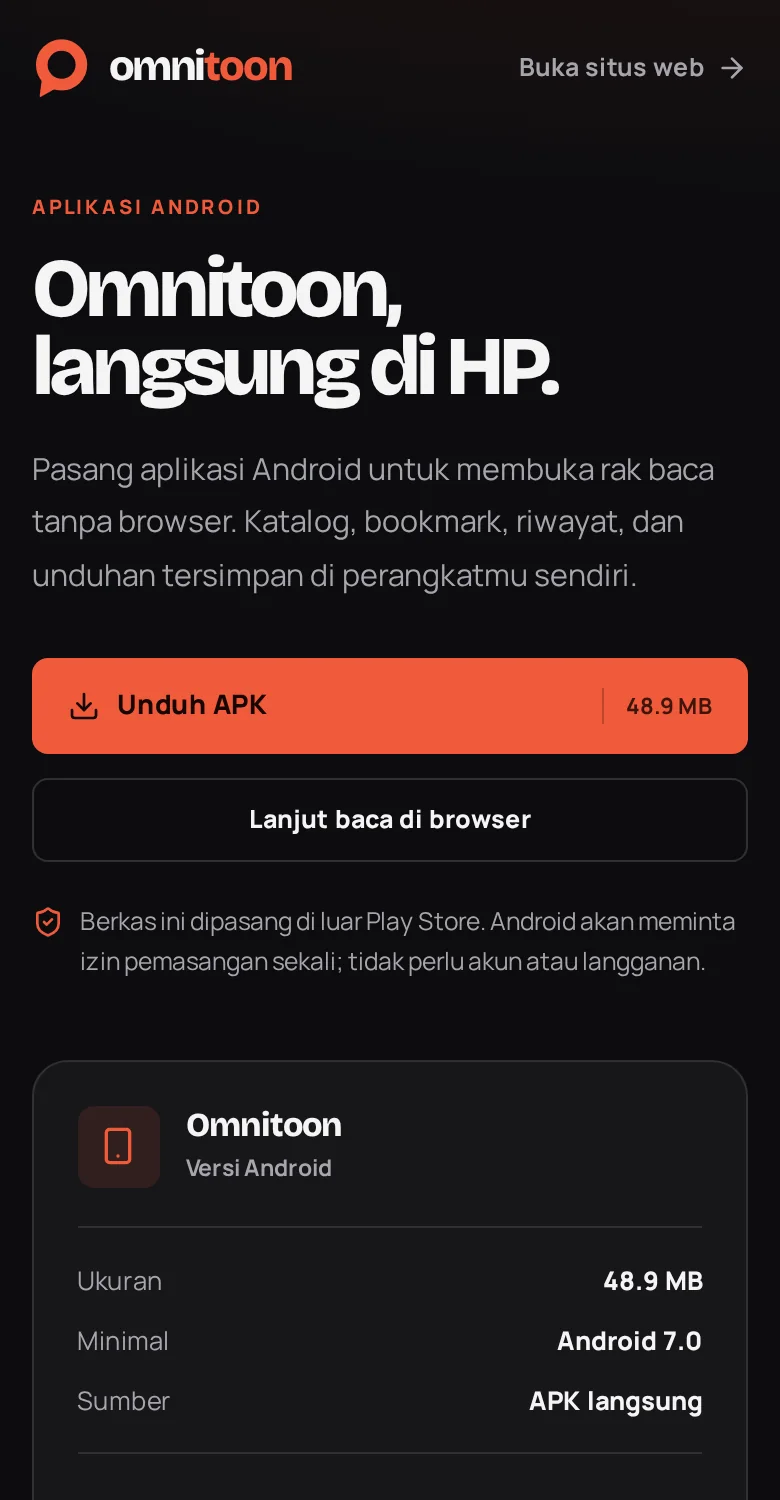 omnitoon
Buka situs web
APLIKASI ANDROID
Omnitoon,
langsung di HP.
Pasang aplikasi Android untuk membuka rak baca
tanpa browser. Katalog, bookmark, riwayat, dan
unduhan tersimpan di perangkatmu sendiri.
Unduh APK
48.9 MB
Lanjut baca di browser
Berkas ini dipasang di luar Play Store. Android akan meminta
izin pemasangan sekali; tidak perlu akun atau langganan.
Omnitoon
Versi Android
Ukuran 48.9 MB
Minimal Android 7.0
Sumber APK langsung